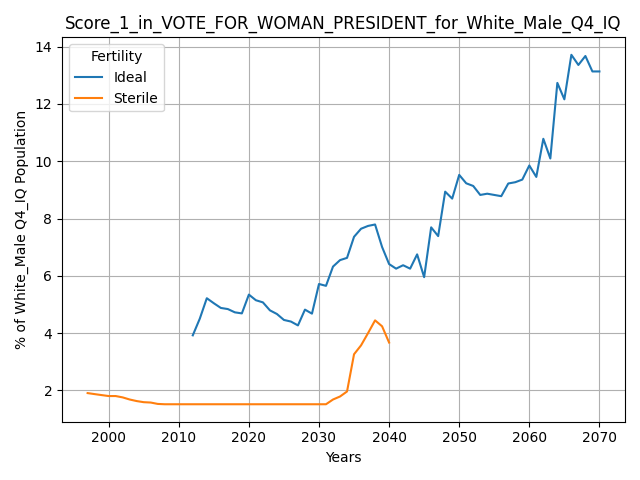 Score_1_in_VOTE_FOR_WOMAN_PRESIDENT_for_White_Male_Q4_IQ
Fertility
Ideal
Sterile
% of White_Male Q4_IQ Population
14
12
10
8
6
4
2
2000 2010 2020 2030 2040 2050 2060 2070
Years